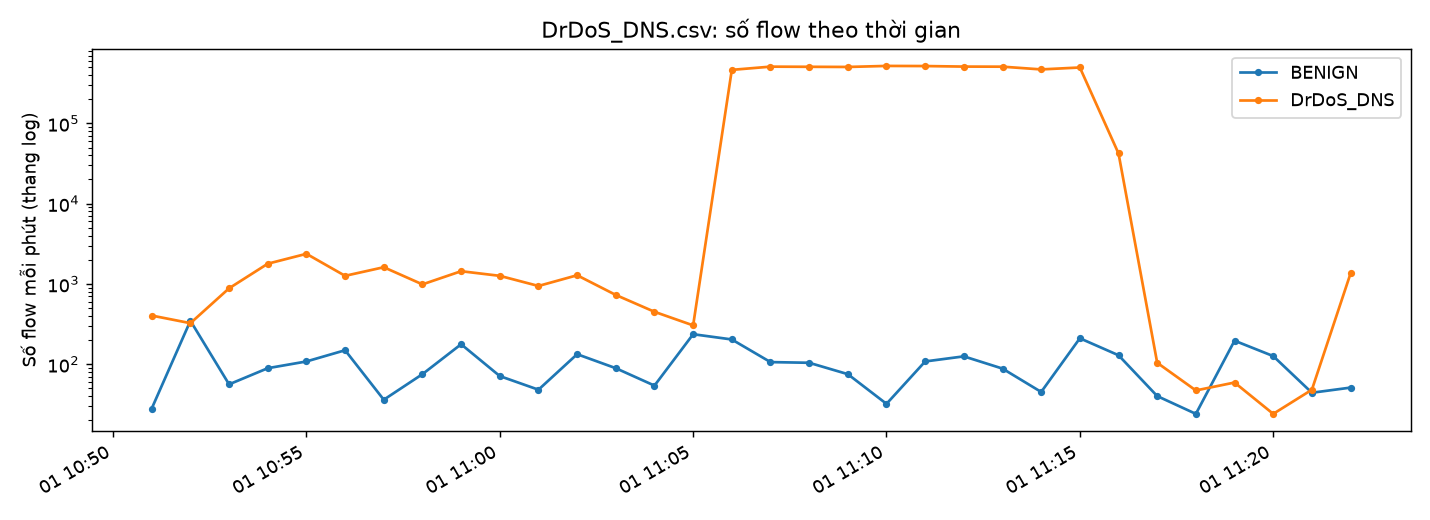 DrDoS_DNS.csv: số flow theo thời gian
BENIGN
DrDoS_DNS
Số flow mỗi phút (thang log)
10⁵
10⁴
10³
10²
01 10:50
01 10:55
01 11:00
01 11:05
01 11:10
01 11:15
01 11:20